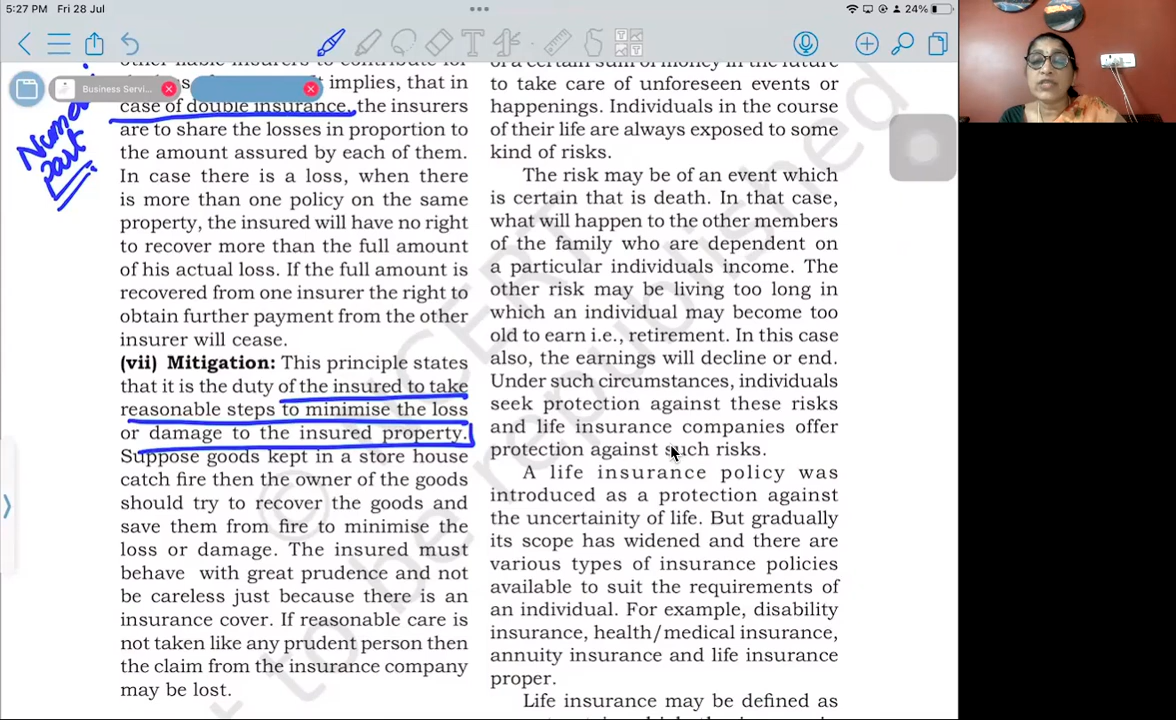 5:27 PM Fri 28 Jul
24%
Business Servi...
Numerical
part
implies, that in
case of double insurance, the insurers
are to share the losses in proportion to
the amount assured by each of them.
In case there is a loss, when there
is more than one policy on the same
property, the insured will have no right
to recover more than the full amount
of his actual loss. If the full amount is
recovered from one insurer the right to
obtain further payment from the other
insurer will cease.
(vii) Mitigation: This principle states
that it is the duty of the insured to take
reasonable steps to minimise the loss
or damage to the insured property.
Suppose goods kept in a store house
catch fire then the owner of the goods
should try to recover the goods and
save them from fire to minimise the
loss or damage. The insured must
behave with great prudence and not
be careless just because there is an
insurance cover. If reasonable care is
not taken like any prudent person then
the claim from the insurance company
may be lost.
of a certain sum of money in the future
to take care of unforeseen events or
happenings. Individuals in the course
of their life are always exposed to some
kind of risks.
The risk may be of an event which
is certain that is death. In that case,
what will happen to the other members
of the family who are dependent on
a particular individuals income. The
other risk may be living too long in
which an individual may become too
old to earn i.e., retirement. In this case
also, the earnings will decline or end.
Under such circumstances, individuals
seek protection against these risks
and life insurance companies offer
protection against such risks.
A life insurance policy was
introduced as a protection against
the uncertainity of life. But gradually
its scope has widened and there are
various types of insurance policies
available to suit the requirements of
an individual. For example, disability
insurance, health/medical insurance,
annuity insurance and life insurance
proper.
Life insurance may be defined as
© NCERT
to be republished